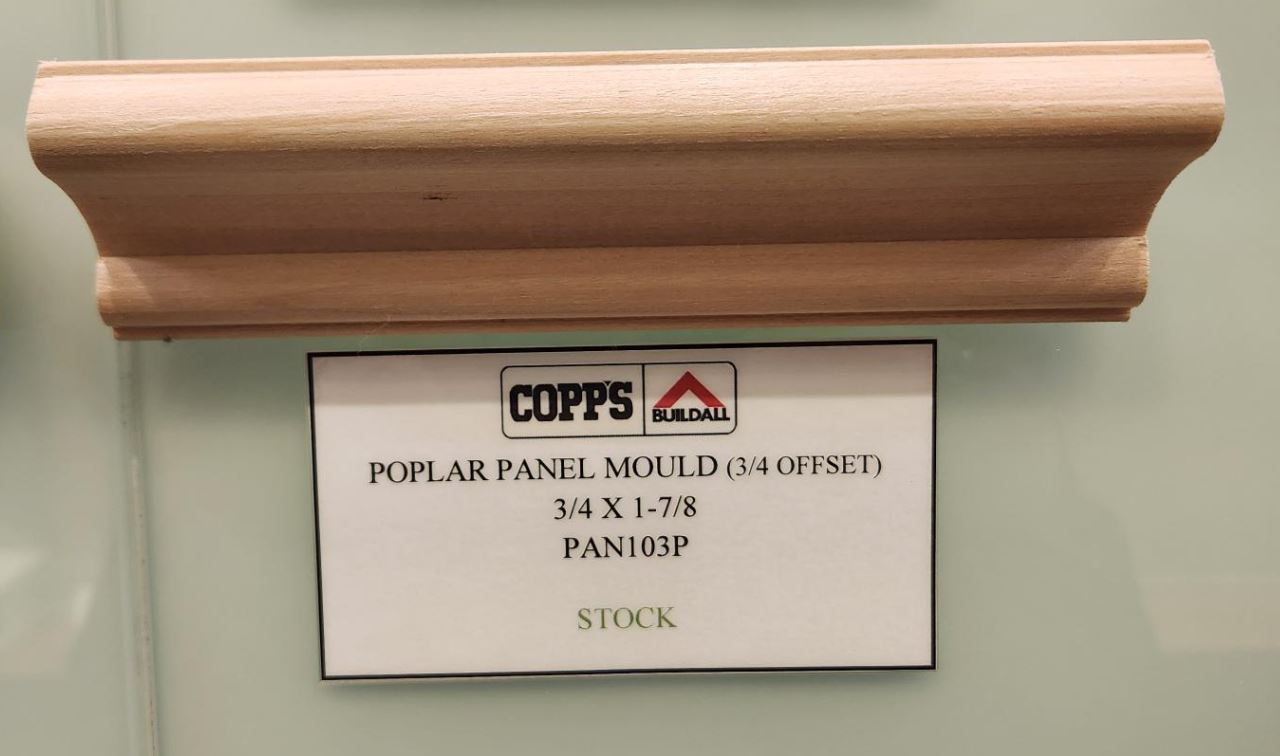 COPP'S BUILDALL
POPLAR PANEL MOULD (3/4 OFFSET)
3/4 X 1-7/8
PAN103P
STOCK